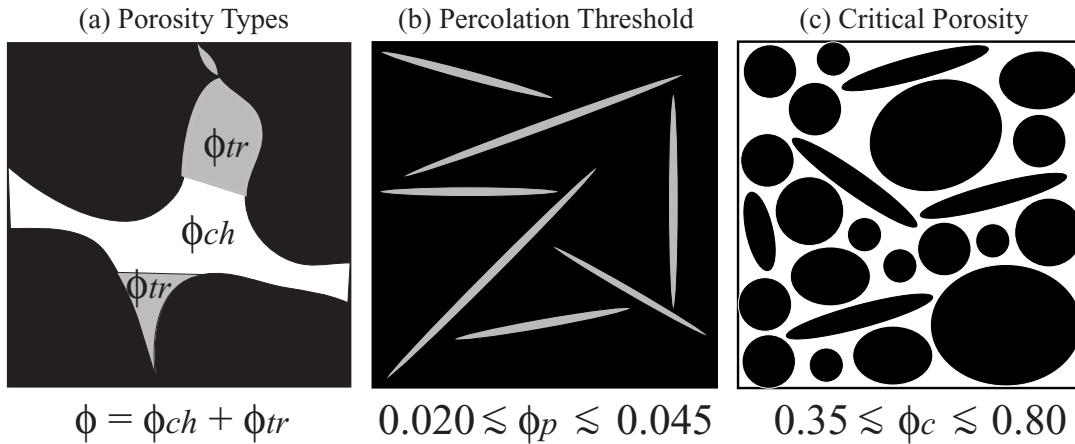 (a) Porosity Types
(b) Percolation Threshold
(c) Critical Porosity
ϕtr
ϕch
ϕtr
ϕ = ϕch + ϕtr
0.020 ≲ ϕp ≲ 0.045
0.35 ≲ ϕc ≲ 0.80